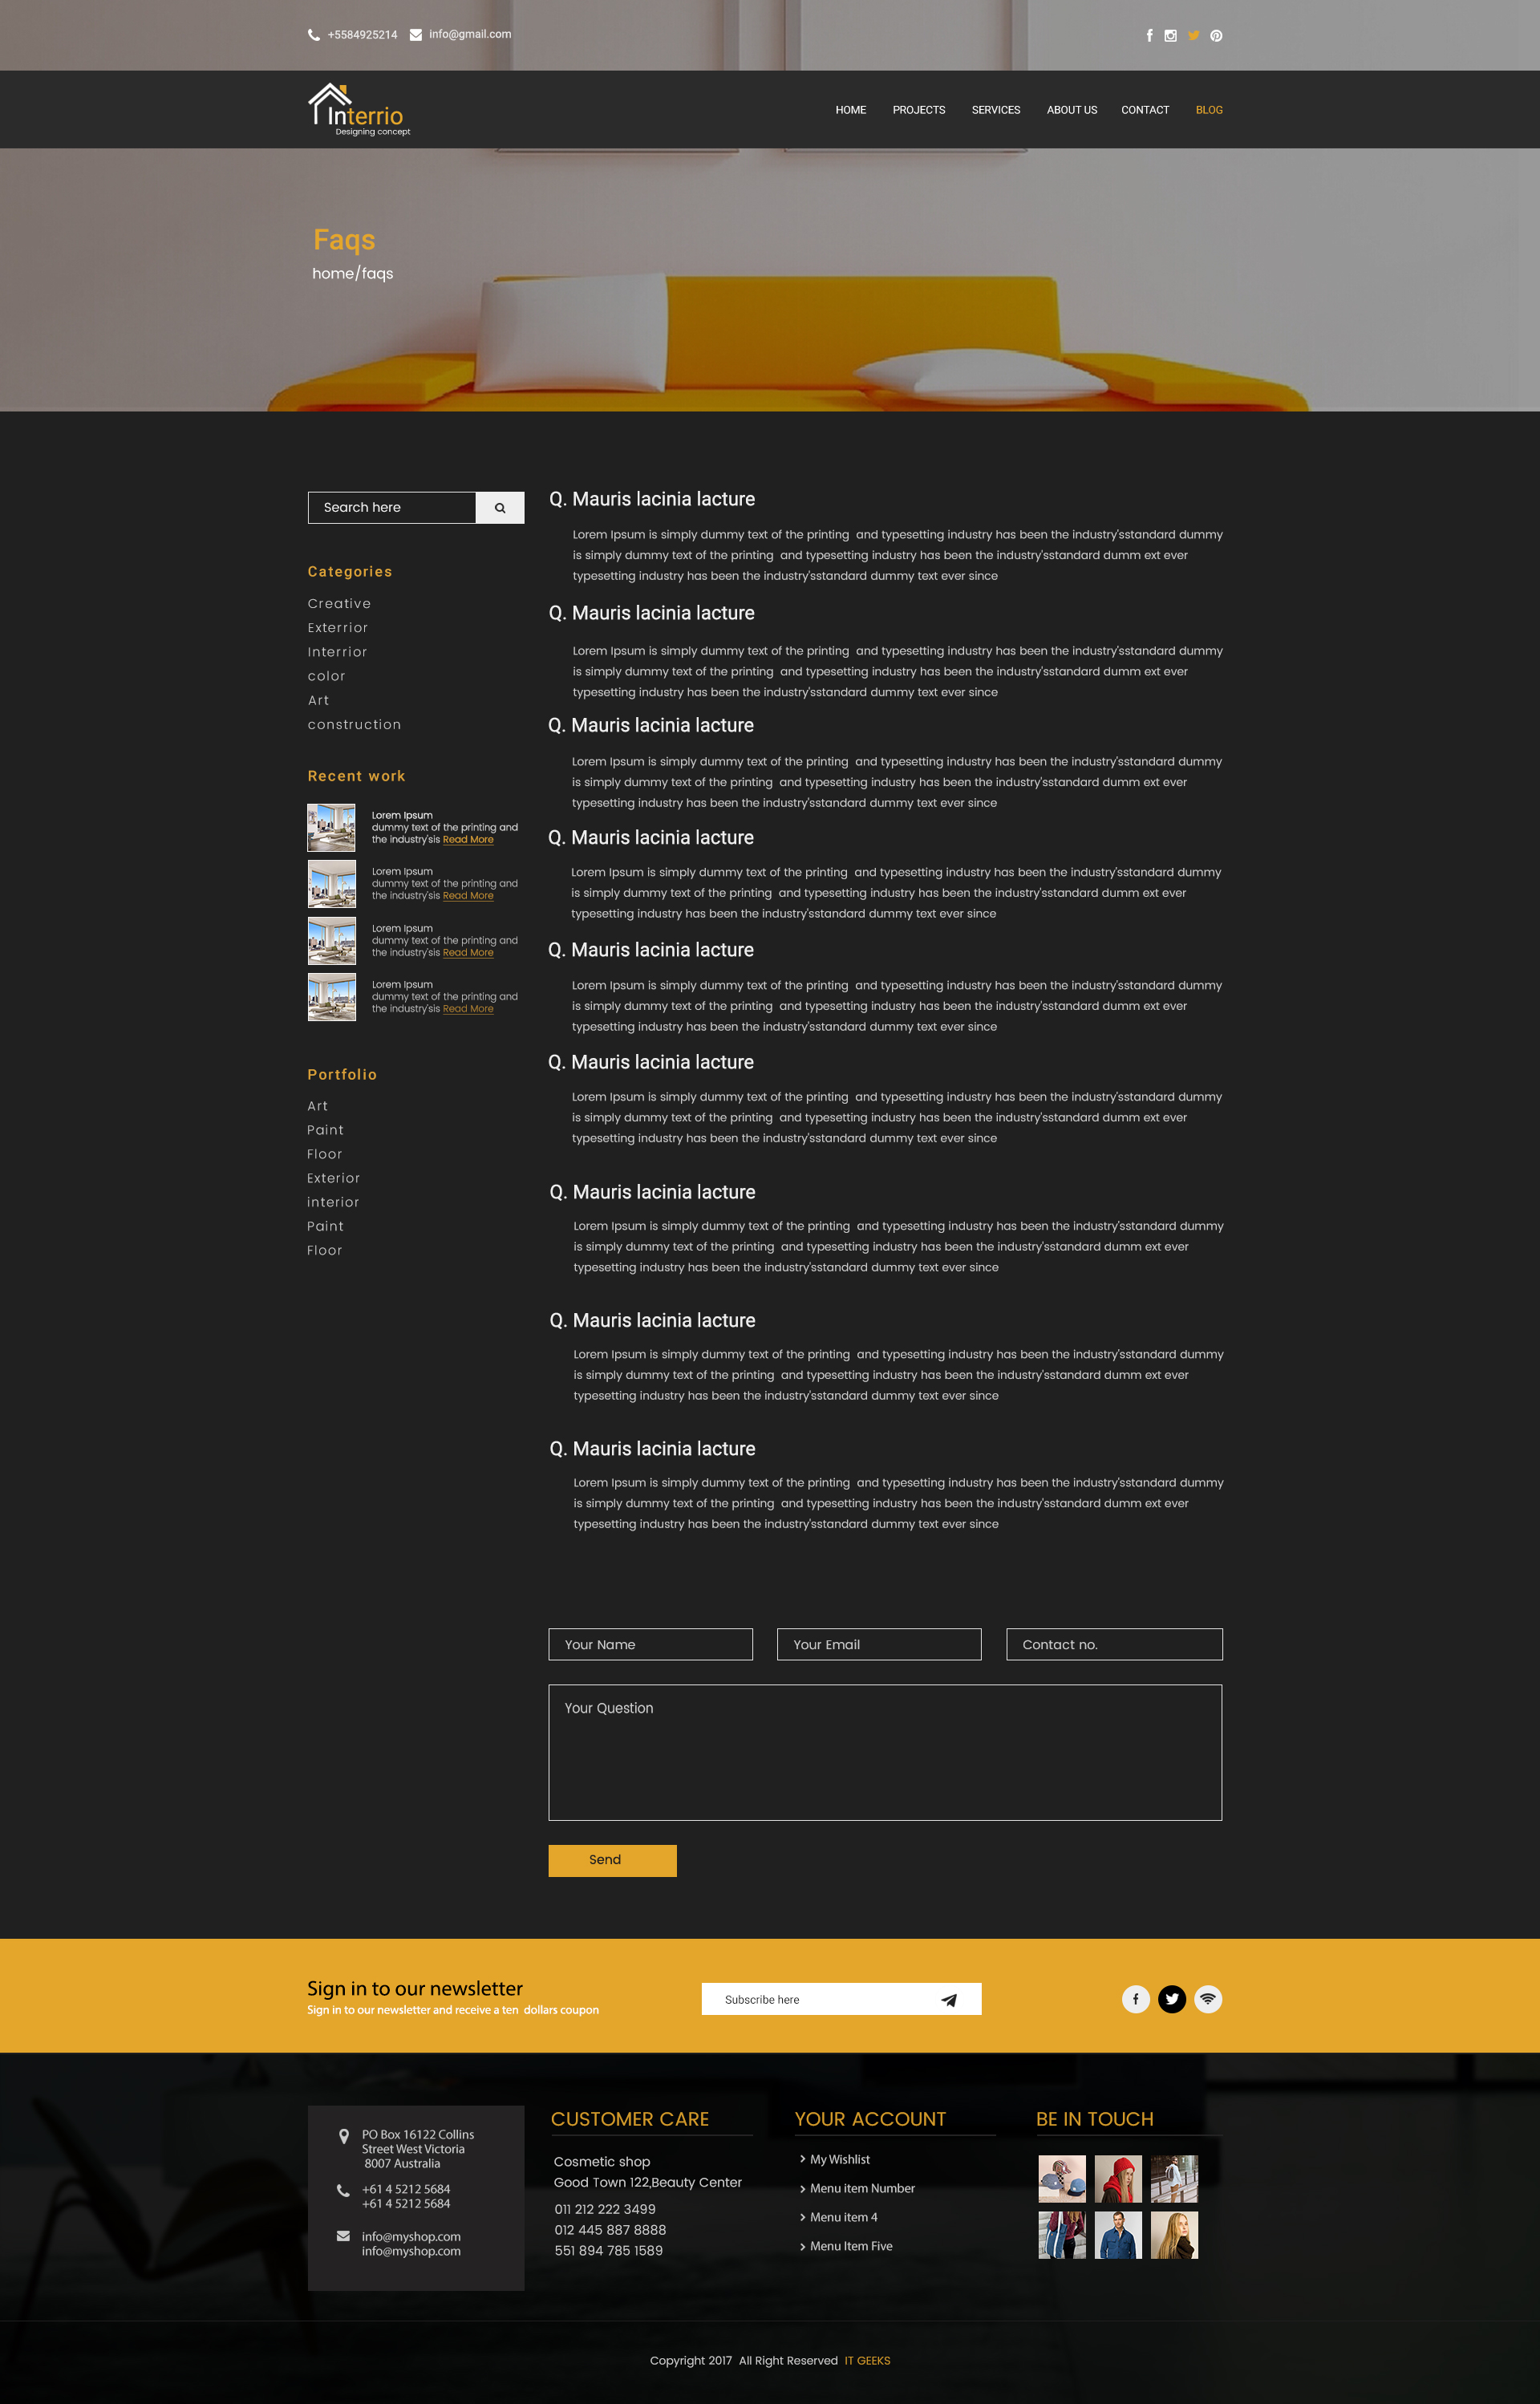 +5584925214 info@gmail.com
Interrio
Designing concept
HOME PROJECTS SERVICES ABOUT US CONTACT BLOG
Faqs
home/faqs
Search here
Categories
Creative
Exterrior
Interrior
color
Art
construction
Recent work
Lorem Ipsum
dummy text of the printing and
the industry'sis Read More
Lorem Ipsum
dummy text of the printing and
the industry'sis Read More
Lorem Ipsum
dummy text of the printing and
the industry'sis Read More
Lorem Ipsum
dummy text of the printing and
the industry'sis Read More
Portfolio
Art
Paint
Floor
Exterior
interior
Paint
Floor
Q. Mauris lacinia lacture
Lorem Ipsum is simply dummy text of the printing  and typesetting industry has been the industry'sstandard dummy
is simply dummy text of the printing  and typesetting industry has been the industry'sstandard dumm ext ever
typesetting industry has been the industry'sstandard dummy text ever since
Q. Mauris lacinia lacture
Lorem Ipsum is simply dummy text of the printing  and typesetting industry has been the industry'sstandard dummy
is simply dummy text of the printing  and typesetting industry has been the industry'sstandard dumm ext ever
typesetting industry has been the industry'sstandard dummy text ever since
Q. Mauris lacinia lacture
Lorem Ipsum is simply dummy text of the printing  and typesetting industry has been the industry'sstandard dummy
is simply dummy text of the printing  and typesetting industry has been the industry'sstandard dumm ext ever
typesetting industry has been the industry'sstandard dummy text ever since
Q. Mauris lacinia lacture
Lorem Ipsum is simply dummy text of the printing  and typesetting industry has been the industry'sstandard dummy
is simply dummy text of the printing  and typesetting industry has been the industry'sstandard dumm ext ever
typesetting industry has been the industry'sstandard dummy text ever since
Q. Mauris lacinia lacture
Lorem Ipsum is simply dummy text of the printing  and typesetting industry has been the industry'sstandard dummy
is simply dummy text of the printing  and typesetting industry has been the industry'sstandard dumm ext ever
typesetting industry has been the industry'sstandard dummy text ever since
Q. Mauris lacinia lacture
Lorem Ipsum is simply dummy text of the printing  and typesetting industry has been the industry'sstandard dummy
is simply dummy text of the printing  and typesetting industry has been the industry'sstandard dumm ext ever
typesetting industry has been the industry'sstandard dummy text ever since
Q. Mauris lacinia lacture
Lorem Ipsum is simply dummy text of the printing  and typesetting industry has been the industry'sstandard dummy
is simply dummy text of the printing  and typesetting industry has been the industry'sstandard dumm ext ever
typesetting industry has been the industry'sstandard dummy text ever since
Q. Mauris lacinia lacture
Lorem Ipsum is simply dummy text of the printing  and typesetting industry has been the industry'sstandard dummy
is simply dummy text of the printing  and typesetting industry has been the industry'sstandard dumm ext ever
typesetting industry has been the industry'sstandard dummy text ever since
Q. Mauris lacinia lacture
Lorem Ipsum is simply dummy text of the printing  and typesetting industry has been the industry'sstandard dummy
is simply dummy text of the printing  and typesetting industry has been the industry'sstandard dumm ext ever
typesetting industry has been the industry'sstandard dummy text ever since
Your Name Your Email Contact no.
Your Question
Send
Sign in to our newsletter
Sign in to our newsletter and receive a ten  dollars coupon
Subscribe here
PO Box 16122 Collins
Street West Victoria
8007 Australia
+61 4 5212 5684
+61 4 5212 5684
info@myshop.com
info@myshop.com
CUSTOMER CARE
Cosmetic shop
Good Town 122,Beauty Center
011 212 222 3499
012 445 887 8888
551 894 785 1589
YOUR ACCOUNT
My Wishlist
Menu item Number
Menu item 4
Menu Item Five
BE IN TOUCH
Copyright 2017  All Right Reserved  IT GEEKS